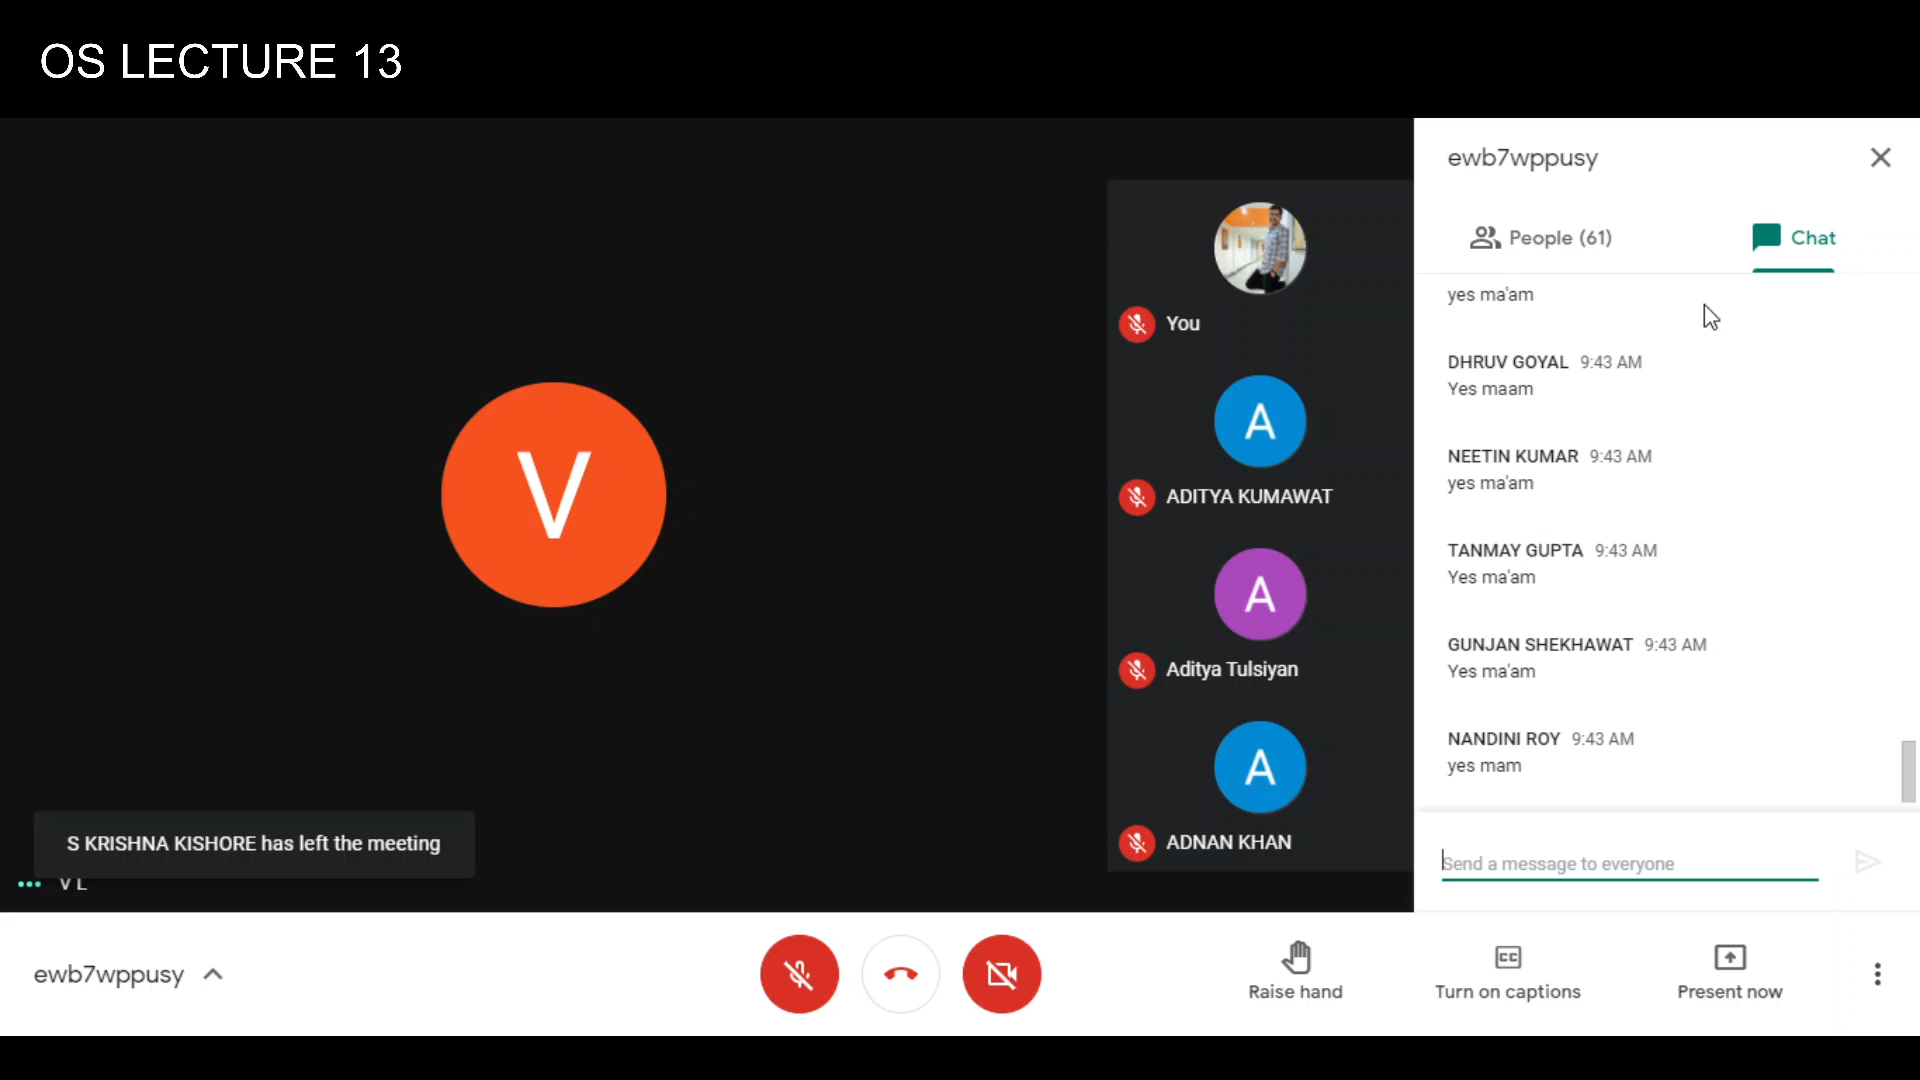 OS LECTURE 13
V
You
A
ADITYA KUMAWAT
A
Aditya Tulsiyan
A
ADNAN KHAN
S KRISHNA KISHORE has left the meeting
V L
ewb7wppusy
People (61)
Chat
yes ma'am
DHRUV GOYAL 9:43 AM
Yes maam
NEETIN KUMAR 9:43 AM
yes ma'am
TANMAY GUPTA 9:43 AM
Yes ma'am
GUNJAN SHEKHAWAT 9:43 AM
Yes ma'am
NANDINI ROY 9:43 AM
yes mam
Send a message to everyone
ewb7wppusy
Raise hand
CC
Turn on captions
Present now